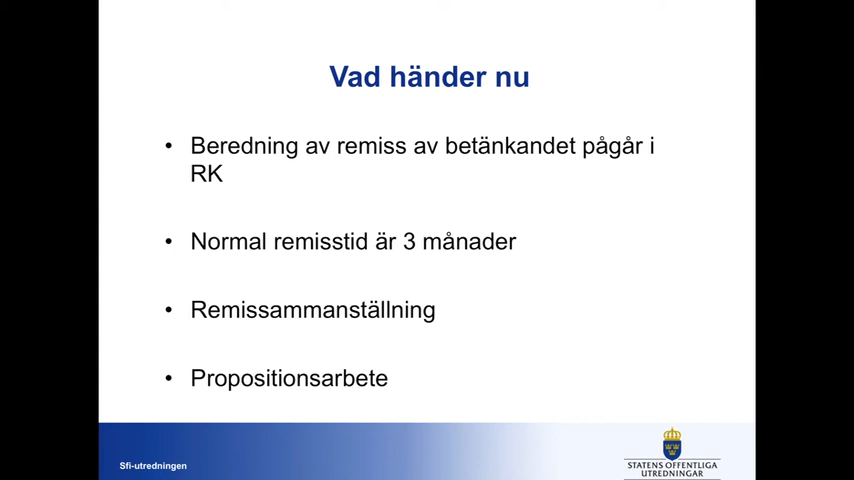 Vad händer nu
• Beredning av remiss av betänkandet pågår i
RK
• Normal remisstid är 3 månader
• Remissammanställning
• Propositionsarbete
Sfi-utredningen
STATENS OFFENTLIGA
UTREDNINGAR